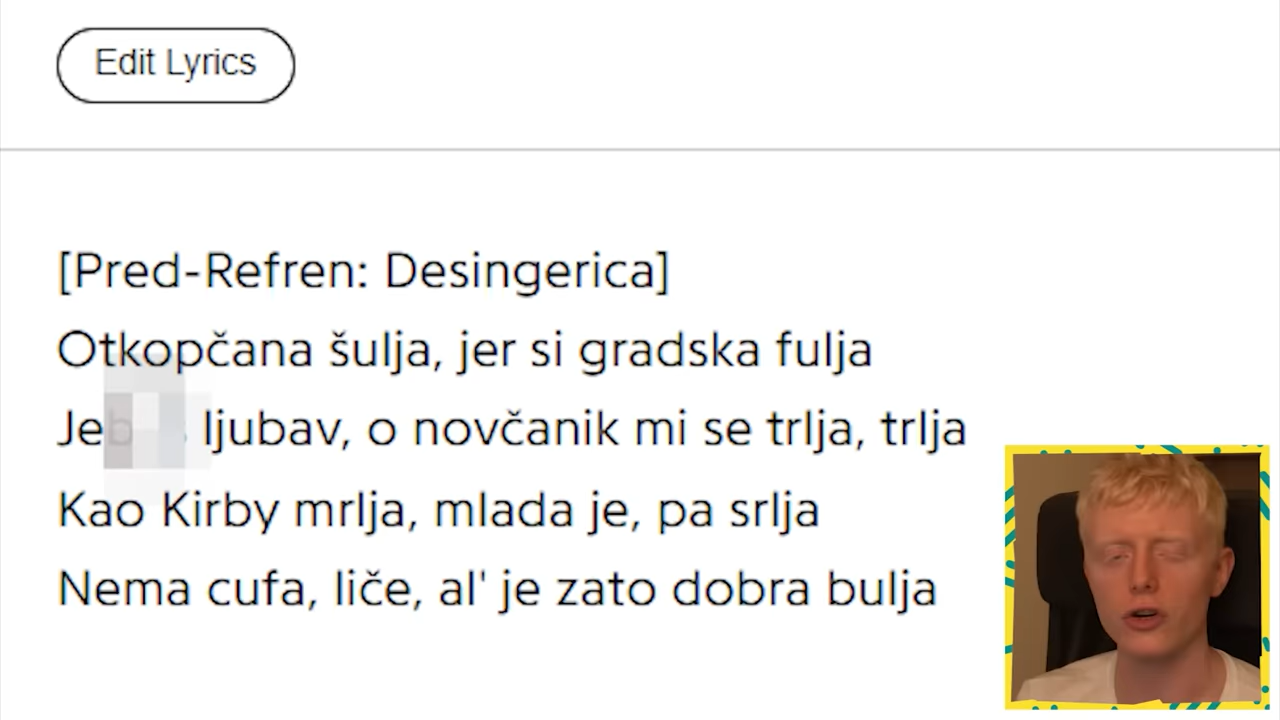 Edit Lyrics
[Pred-Refren: Desingerica]
Otkopčana šulja, jer si gradska fulja
ljubav, o novčanik mi se trlja, trlja
Kao Kirby mrlja, mlada je, pa srlja
Nema cufa, liče, al' je zato dobra bulja